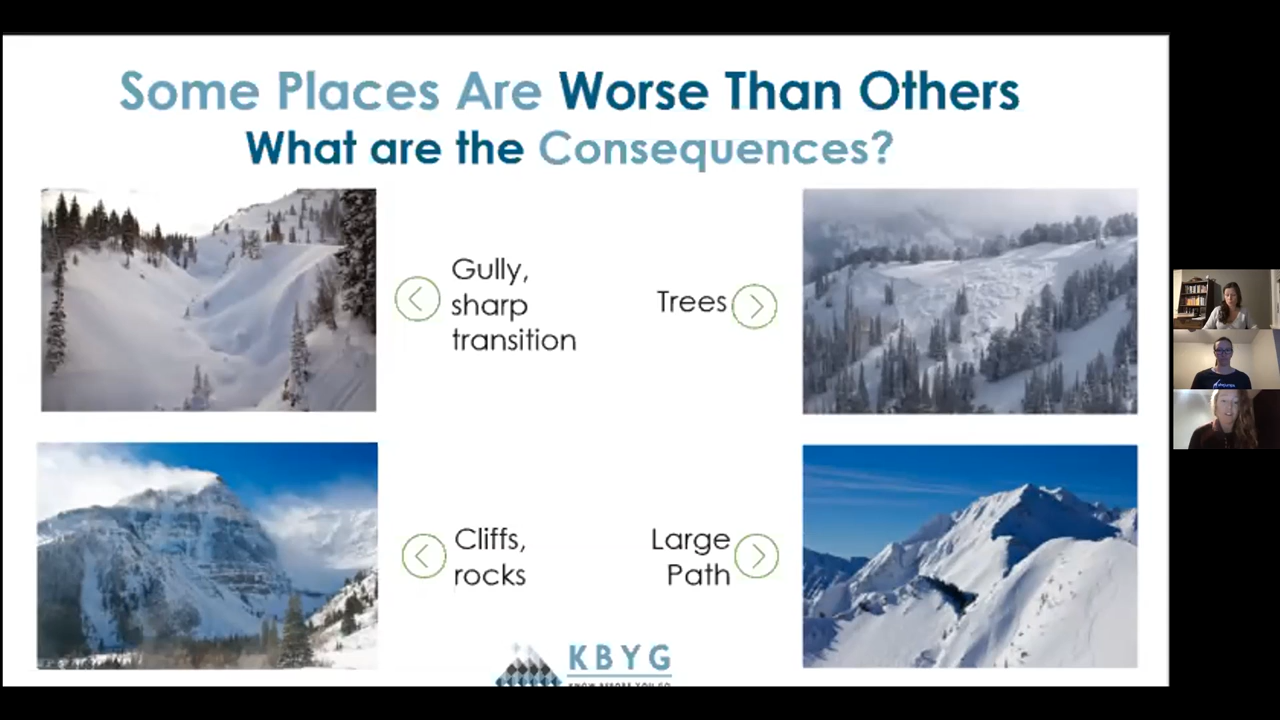 Some Places Are Worse Than Others
What are the Consequences?
Gully,
sharp
transition
Trees
Cliffs,
rocks
Large
Path
KBYG